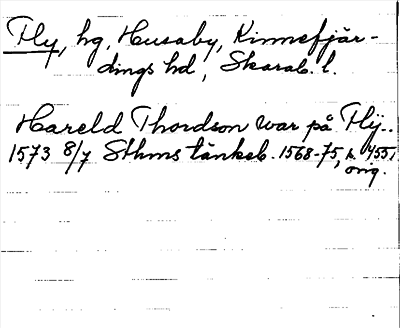 Fly, hg, Husaby, Kinnefjär-
dings hd, Skarab. l.
Hareld Thordson war på Flÿ..
1573 8/7 Sthms tänkeb. 1568-75, s. 455,
orig.